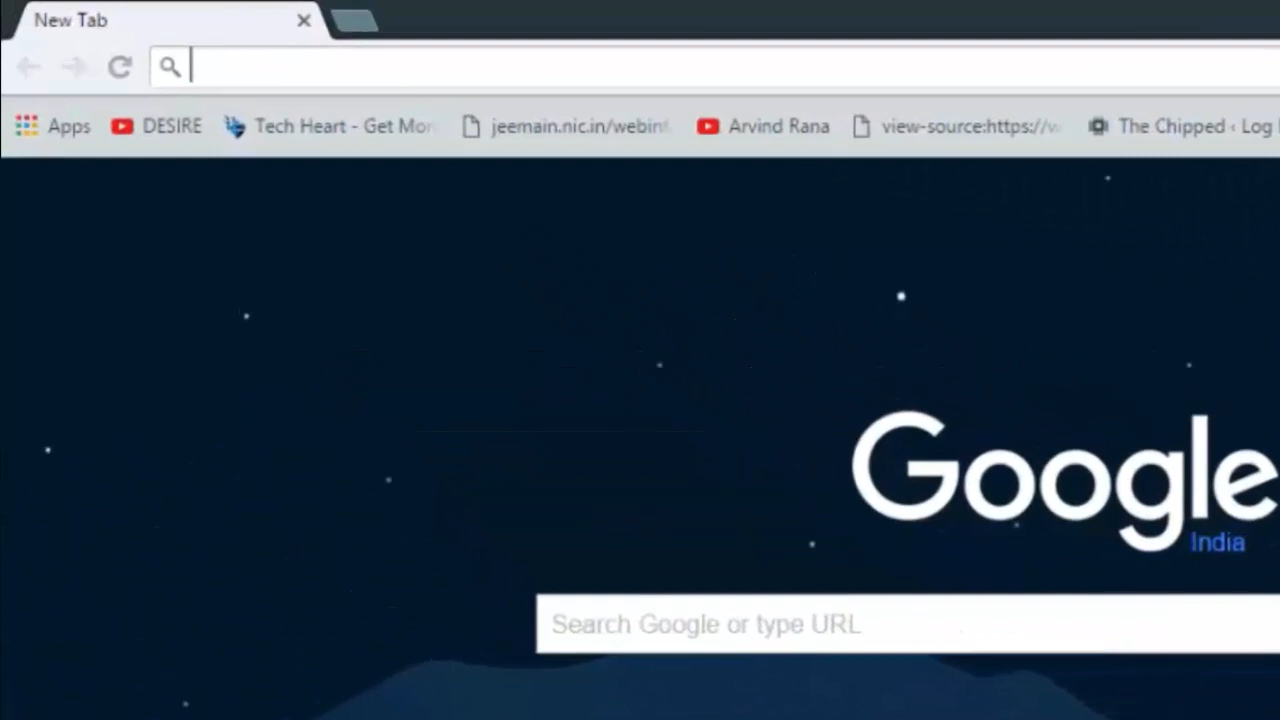 New Tab
Apps DESIRE Tech Heart - Get Mor jeemain.nic.in/webinf Arvind Rana view-source:https://w The Chipped ‹ Log
Google
India
Search Google or type URL